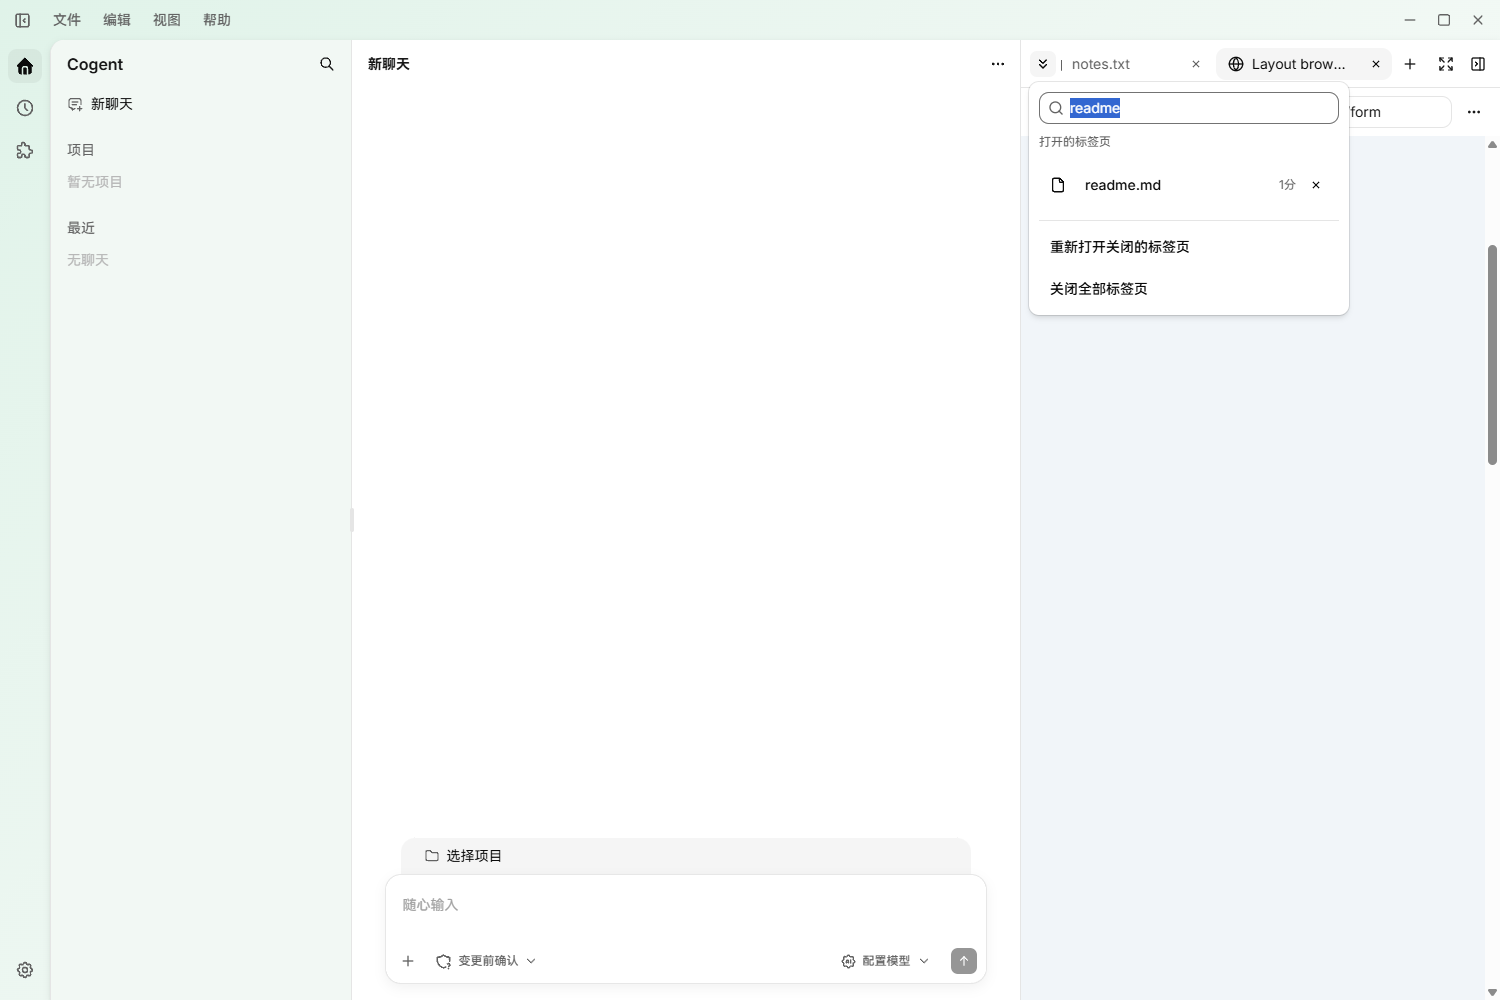 文件 编辑 视图 帮助
Cogent
新聊天
项目
暂无项目
最近
无聊天
新聊天
选择项目
随心输入
变更前确认
配置模型
notes.txt
Layout brow...
form
readme
打开的标签页
readme.md 1分
重新打开关闭的标签页
关闭全部标签页